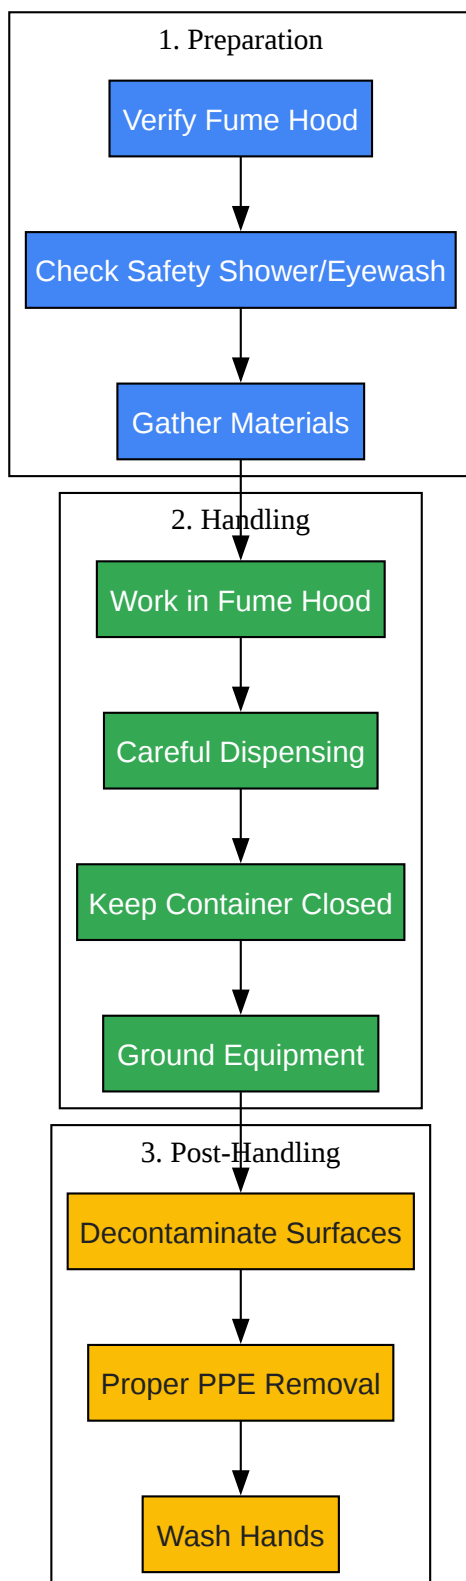 1. Preparation
Verify Fume Hood
Check Safety Shower/Eyewash
Gather Materials
2. Handling
Work in Fume Hood
Careful Dispensing
Keep Container Closed
Ground Equipment
3. Post-Handling
Decontaminate Surfaces
Proper PPE Removal
Wash Hands